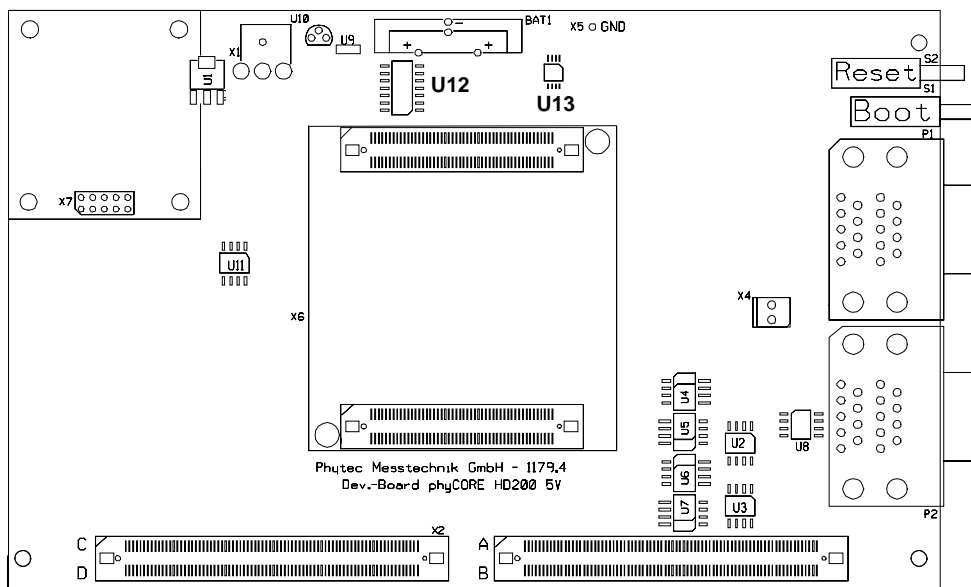 U10
BAT1
X5
GND
X1
U9
U1
U12
U13
S2
Reset
S1
Boot
P1
X7
U11
X6
X4
U4
U5
U2
U8
U6
U7
U3
P2
Phytec Messtechnik GmbH - 1179.4
Dev.-Board phyCORE HD200 5V
X2
C
D
A
B